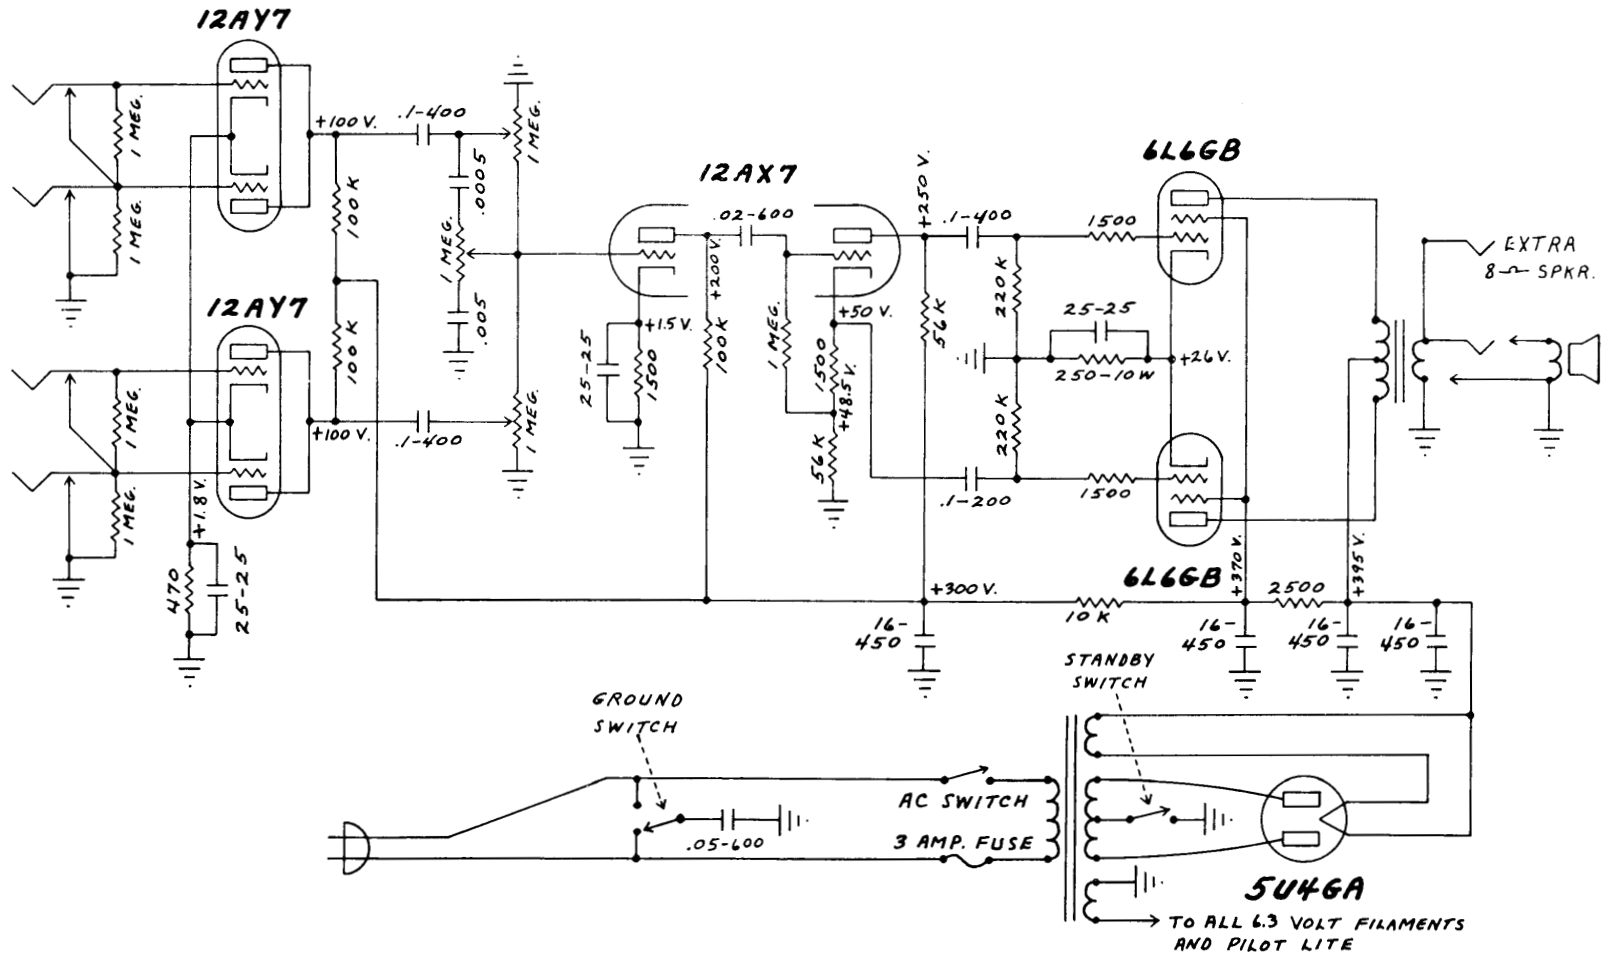 12AY7
1 MEG.
1 MEG.
+100 V.
.1-400
100 K
1 MEG.
.0005
1 MEG.
.005
12AY7
1 MEG.
1 MEG.
+100 V.
.1-400
100 K
1 MEG.
+1.8 V.
470
25-25
12AX7
.02-600
+200 V.
+1.5 V.
25-25
1500
100K
1 MEG.
+50 V.
1500
+48.5 V.
56 K
+250 V.
56 K
.1-400
1500
220 K
25-25
250-10W
+26 V.
220 K
.1-200
1500
6L6GB
6L6GB
EXTRA
8-Ω SPKR.
+300 V.
10 K
+370 V.
2500
+395 V.
16-
450
16-
450
16-
450
16-
450
STANDBY
SWITCH
GROUND
SWITCH
AC SWITCH
.05-600
3 AMP. FUSE
5U4GA
TO ALL 6.3 VOLT FILAMENTS
AND PILOT LITE